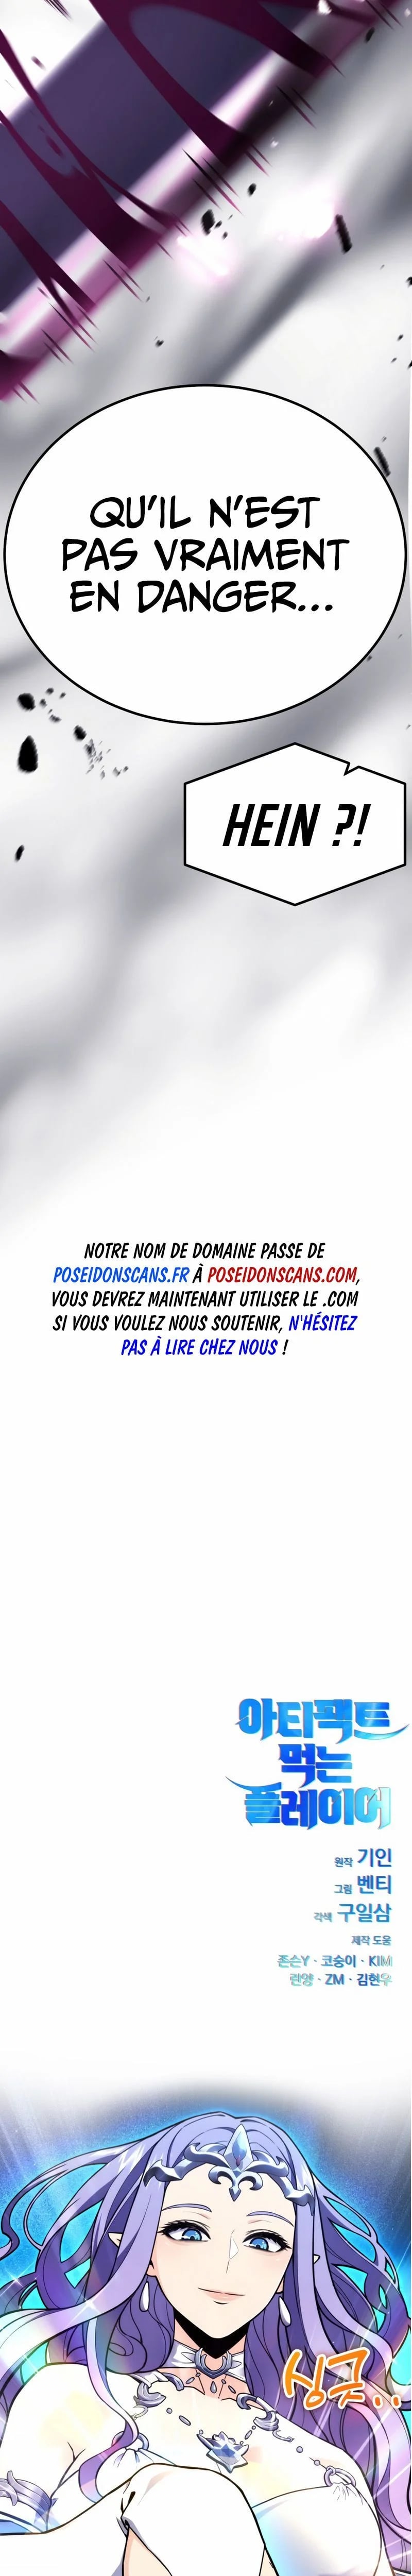 QU'IL N'EST
PAS VRAIMENT
EN DANGER...
HEIN ?!
NOTRE NOM DE DOMAINE PASSE DE
POSEIDONSCANS.FR À POSEIDONSCANS.COM,
VOUS DEVREZ MAINTENANT UTILISER LE .COM
SI VOUS VOULEZ NOUS SOUTENIR, N'HÉSITEZ
PAS À LIRE CHEZ NOUS !
아티팩트
먹는
플레이어
원작 기인
그림 벤티
각색 구일삼
제작 도움
존슨Y · 코숭이 · KIM
란양 · ZM · 김현우
싱긋..